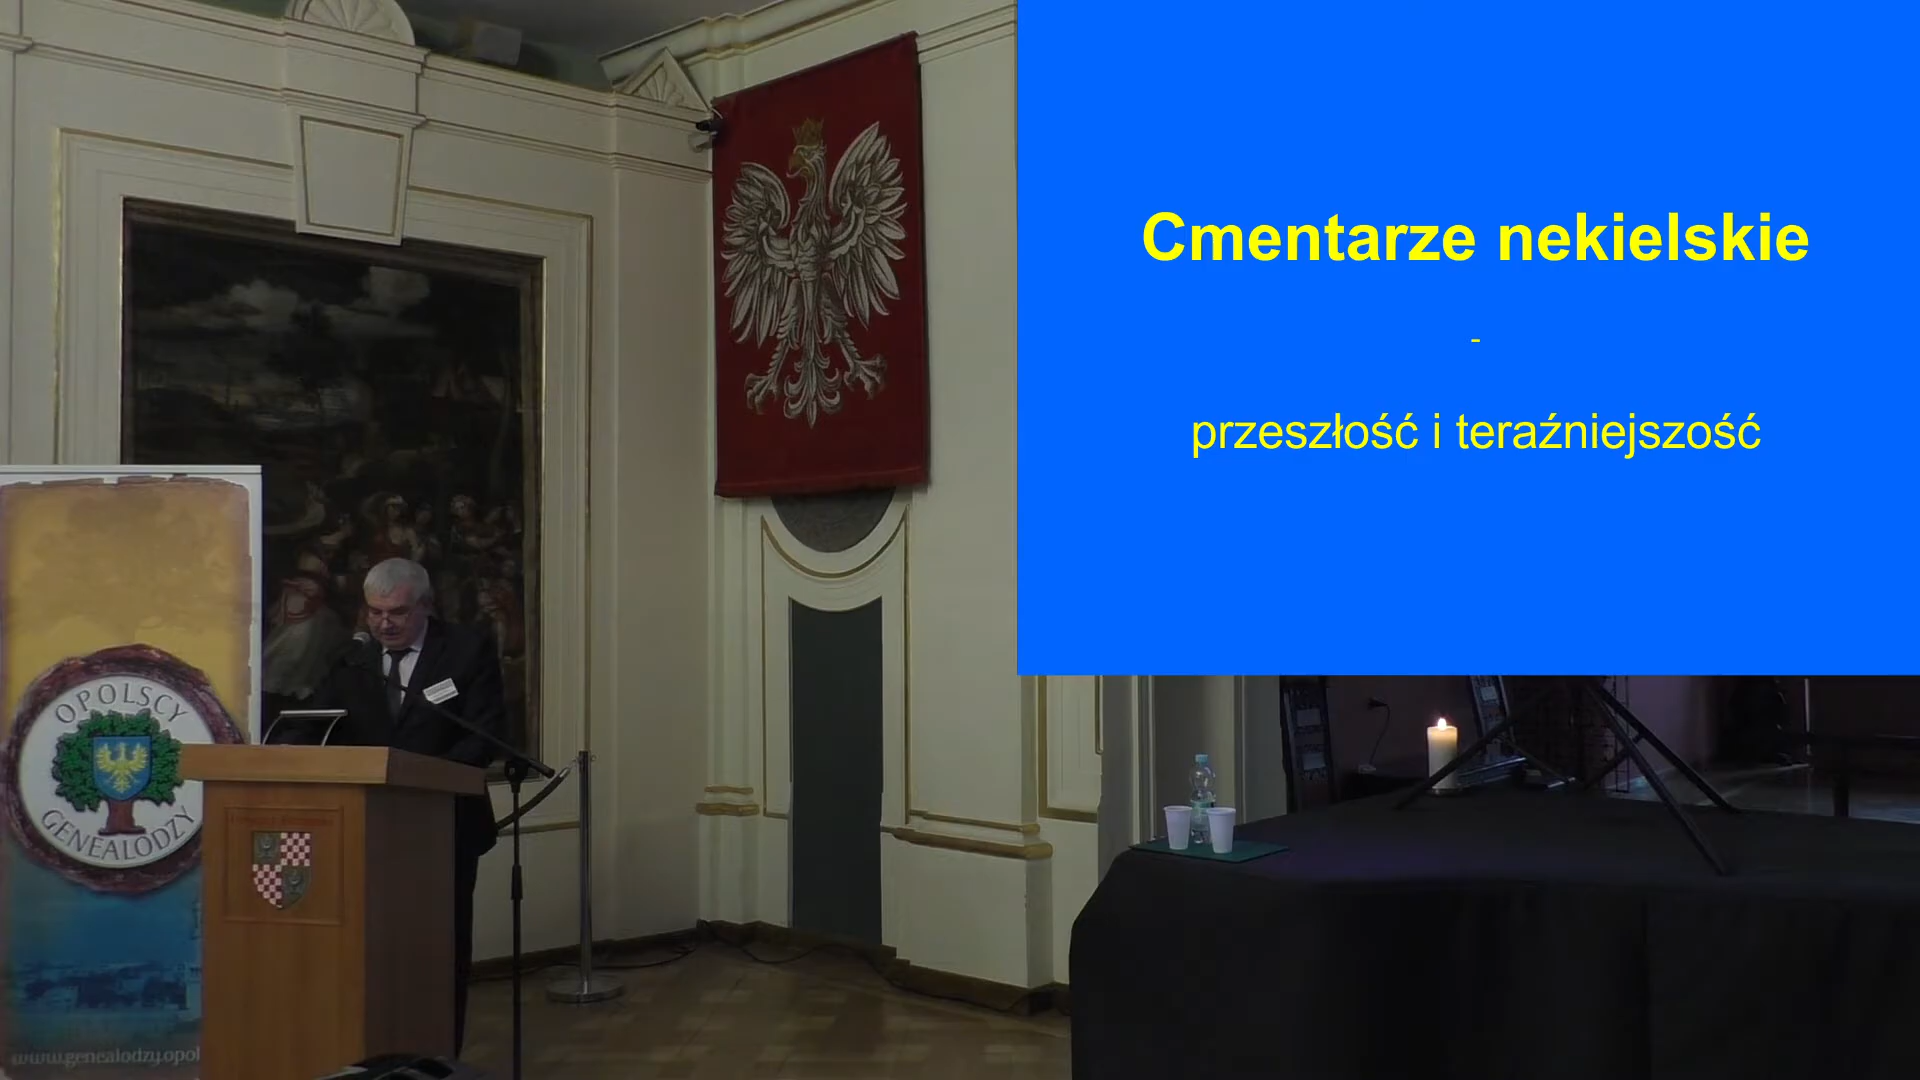 Cmentarze nekielskie
-
przeszłość i teraźniejszość
OPOLSCY
GENEALODZY
www.genealodzy.opol